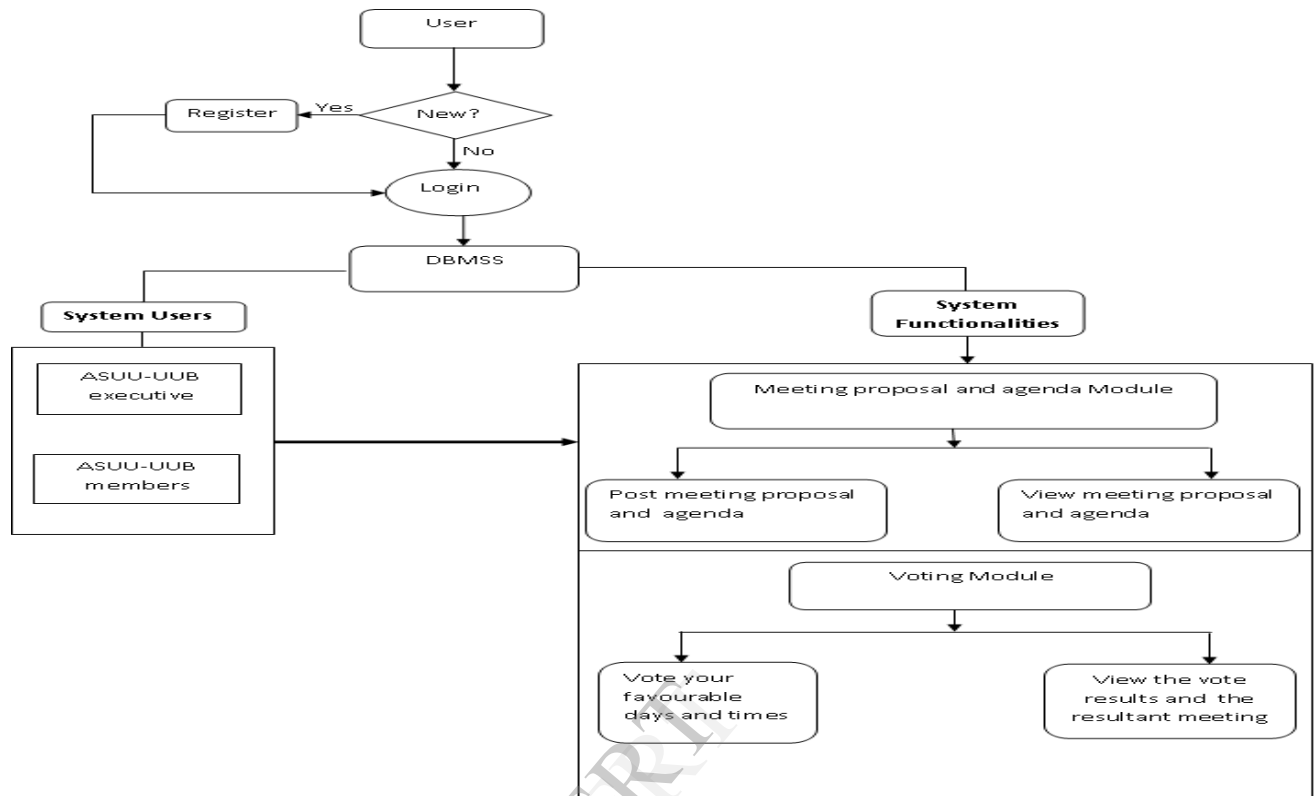 User
New?
Yes
Register
No
Login
DBMSS
System Users
System
Functionalities
ASUU-UUB
executive
ASUU-UUB
members
Meeting proposal and agenda Module
Post meeting proposal
and agenda
View meeting proposal
and agenda
Voting Module
Vote your
favourable
days and times
View the vote
results and the
resultant meeting
RT